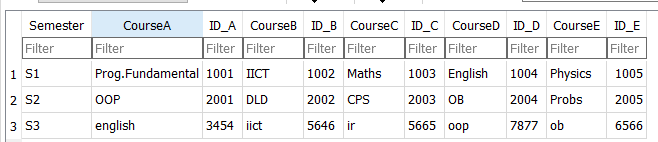 Semester CourseA ID_A CourseB ID_B CourseC ID_C CourseD ID_D CourseE ID_E
Filter Filter Filter Filter Filter Filter Filter Filter Filter Filter Filter
1 S1 Prog.Fundamental 1001 IICT 1002 Maths 1003 English 1004 Physics 1005
2 S2 OOP 2001 DLD 2002 CPS 2003 OB 2004 Probs 2005
3 S3 english 3454 iict 5646 ir 5665 oop 7877 ob 6566